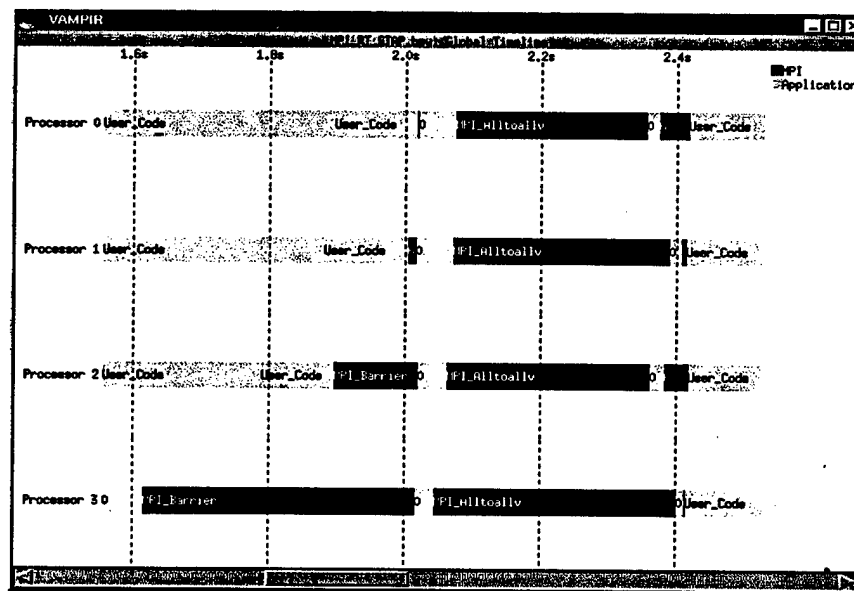 VAMPIR
1.6s 1.8s 2.0s 2.2s 2.4s
MPI
Application
Processor 0 User_Code User_Code 0 MPI_Alltoallv 0 User_Code
Processor 1 User_Code User_Code 0 MPI_Alltoallv 0 User_Code
Processor 2 User_Code User_Code MPI_Barrier 0 MPI_Alltoallv 0 User_Code
Processor 3 0 MPI_Barrier 0 MPI_Alltoallv 0 User_Code